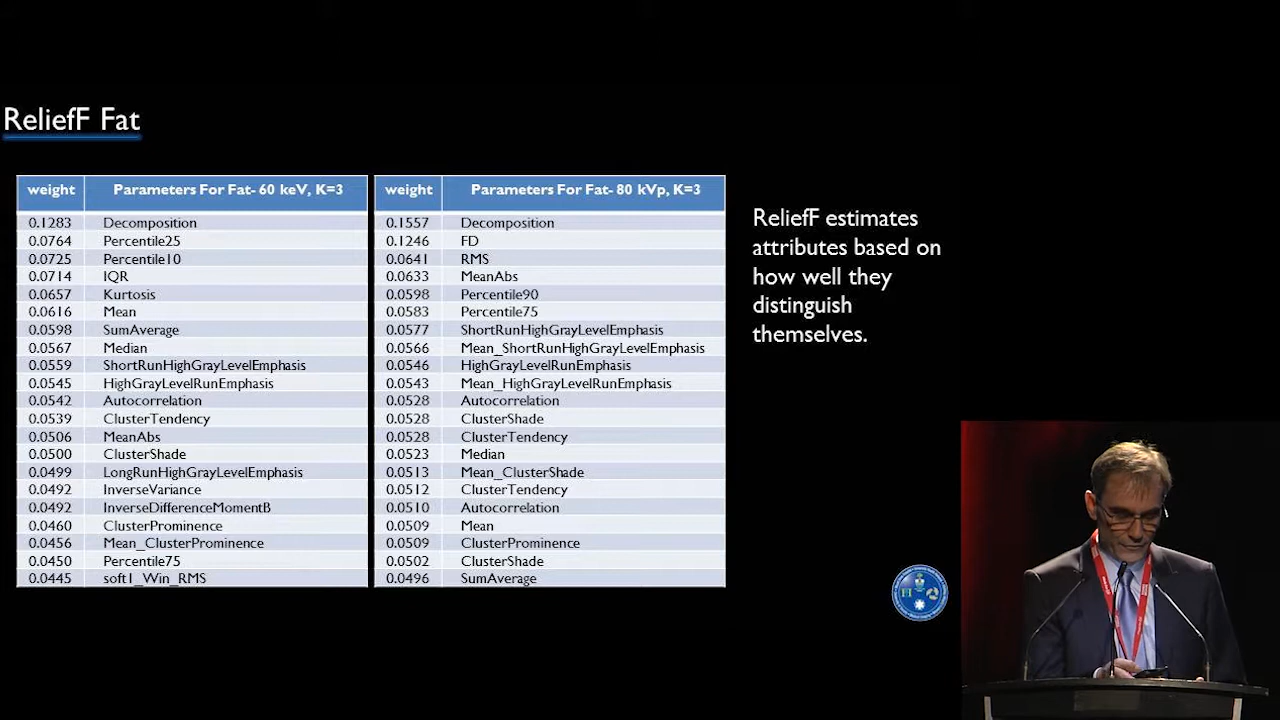 ReliefF Fat
weight Parameters For Fat- 60 keV, K=3
0.1283 Decomposition
0.0764 Percentile25
0.0725 Percentile10
0.0714 IQR
0.0657 Kurtosis
0.0616 Mean
0.0598 SumAverage
0.0567 Median
0.0559 ShortRunHighGrayLevelEmphasis
0.0545 HighGrayLevelRunEmphasis
0.0542 Autocorrelation
0.0539 ClusterTendency
0.0506 MeanAbs
0.0500 ClusterShade
0.0499 LongRunHighGrayLevelEmphasis
0.0492 InverseVariance
0.0492 InverseDifferenceMomentB
0.0460 ClusterProminence
0.0456 Mean_ClusterProminence
0.0450 Percentile75
0.0445 soft1_Win_RMS
weight Parameters For Fat- 80 kVp, K=3
0.1557 Decomposition
0.1246 FD
0.0641 RMS
0.0633 MeanAbs
0.0598 Percentile90
0.0583 Percentile75
0.0577 ShortRunHighGrayLevelEmphasis
0.0566 Mean_ShortRunHighGrayLevelEmphasis
0.0546 HighGrayLevelRunEmphasis
0.0543 Mean_HighGrayLevelRunEmphasis
0.0528 Autocorrelation
0.0528 ClusterShade
0.0528 ClusterTendency
0.0523 Median
0.0513 Mean_ClusterShade
0.0512 ClusterTendency
0.0510 Autocorrelation
0.0509 Mean
0.0509 ClusterProminence
0.0502 ClusterShade
0.0496 SumAverage
ReliefF estimates
attributes based on
how well they
distinguish
themselves.